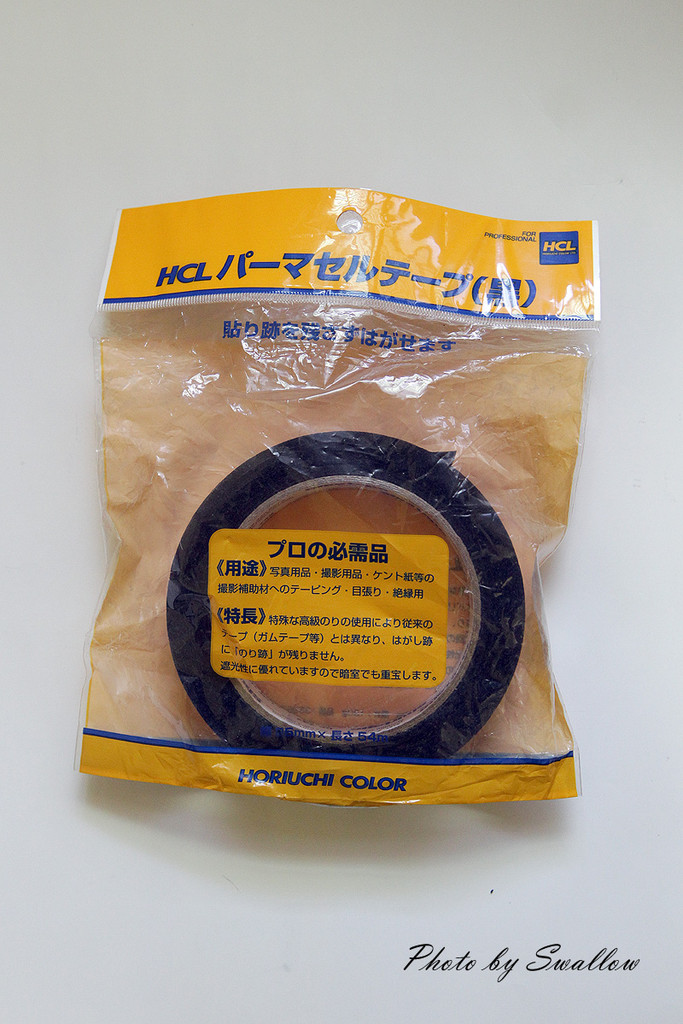 FOR
PROFESSIONAL
HCL
HCL パーマセルテープ(黒)
貼り跡を残さずはがせます
プロの必需品
《用途》写真用品・撮影用品・ケント紙等の
撮影補助材へのテーピング・目張り・絶縁用
《特長》特殊な高級のりの使用により従来の
テープ（ガムテープ等）とは異なり、はがし跡
に「のり跡」が残りません。
遮光性に優れていますので暗室でも重宝します。
15mm×長さ54m
HORIUCHI COLOR
Photo by Swallow